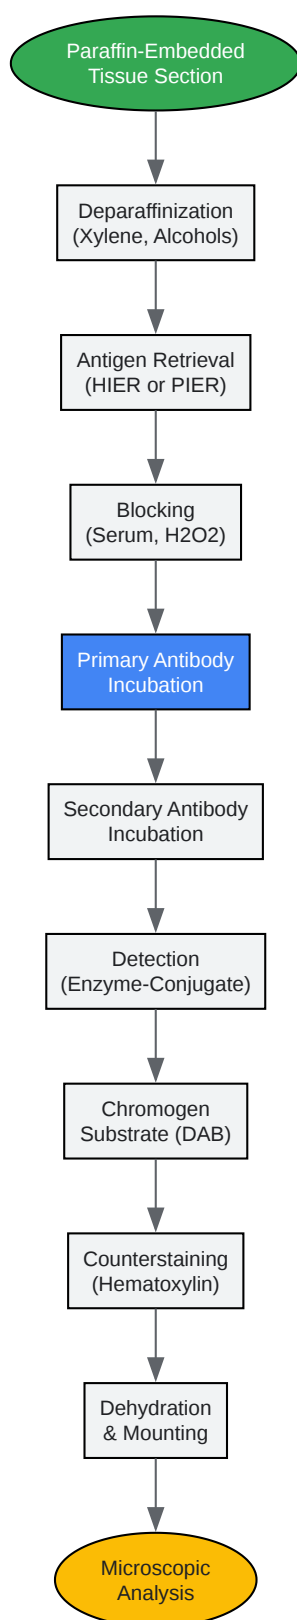 Paraffin-Embedded
Tissue Section
Deparaffinization
(Xylene, Alcohols)
Antigen Retrieval
(HIER or PIER)
Blocking
(Serum, H2O2)
Primary Antibody
Incubation
Secondary Antibody
Incubation
Detection
(Enzyme-Conjugate)
Chromogen
Substrate (DAB)
Counterstaining
(Hematoxylin)
Dehydration
& Mounting
Microscopic
Analysis